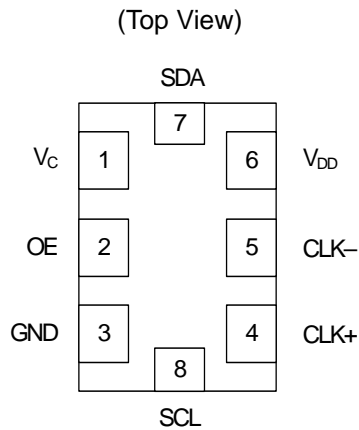 (Top View)
SDA
7
VC 1 6 VDD
OE 2 5 CLK–
GND 3 4 CLK+
8
SCL